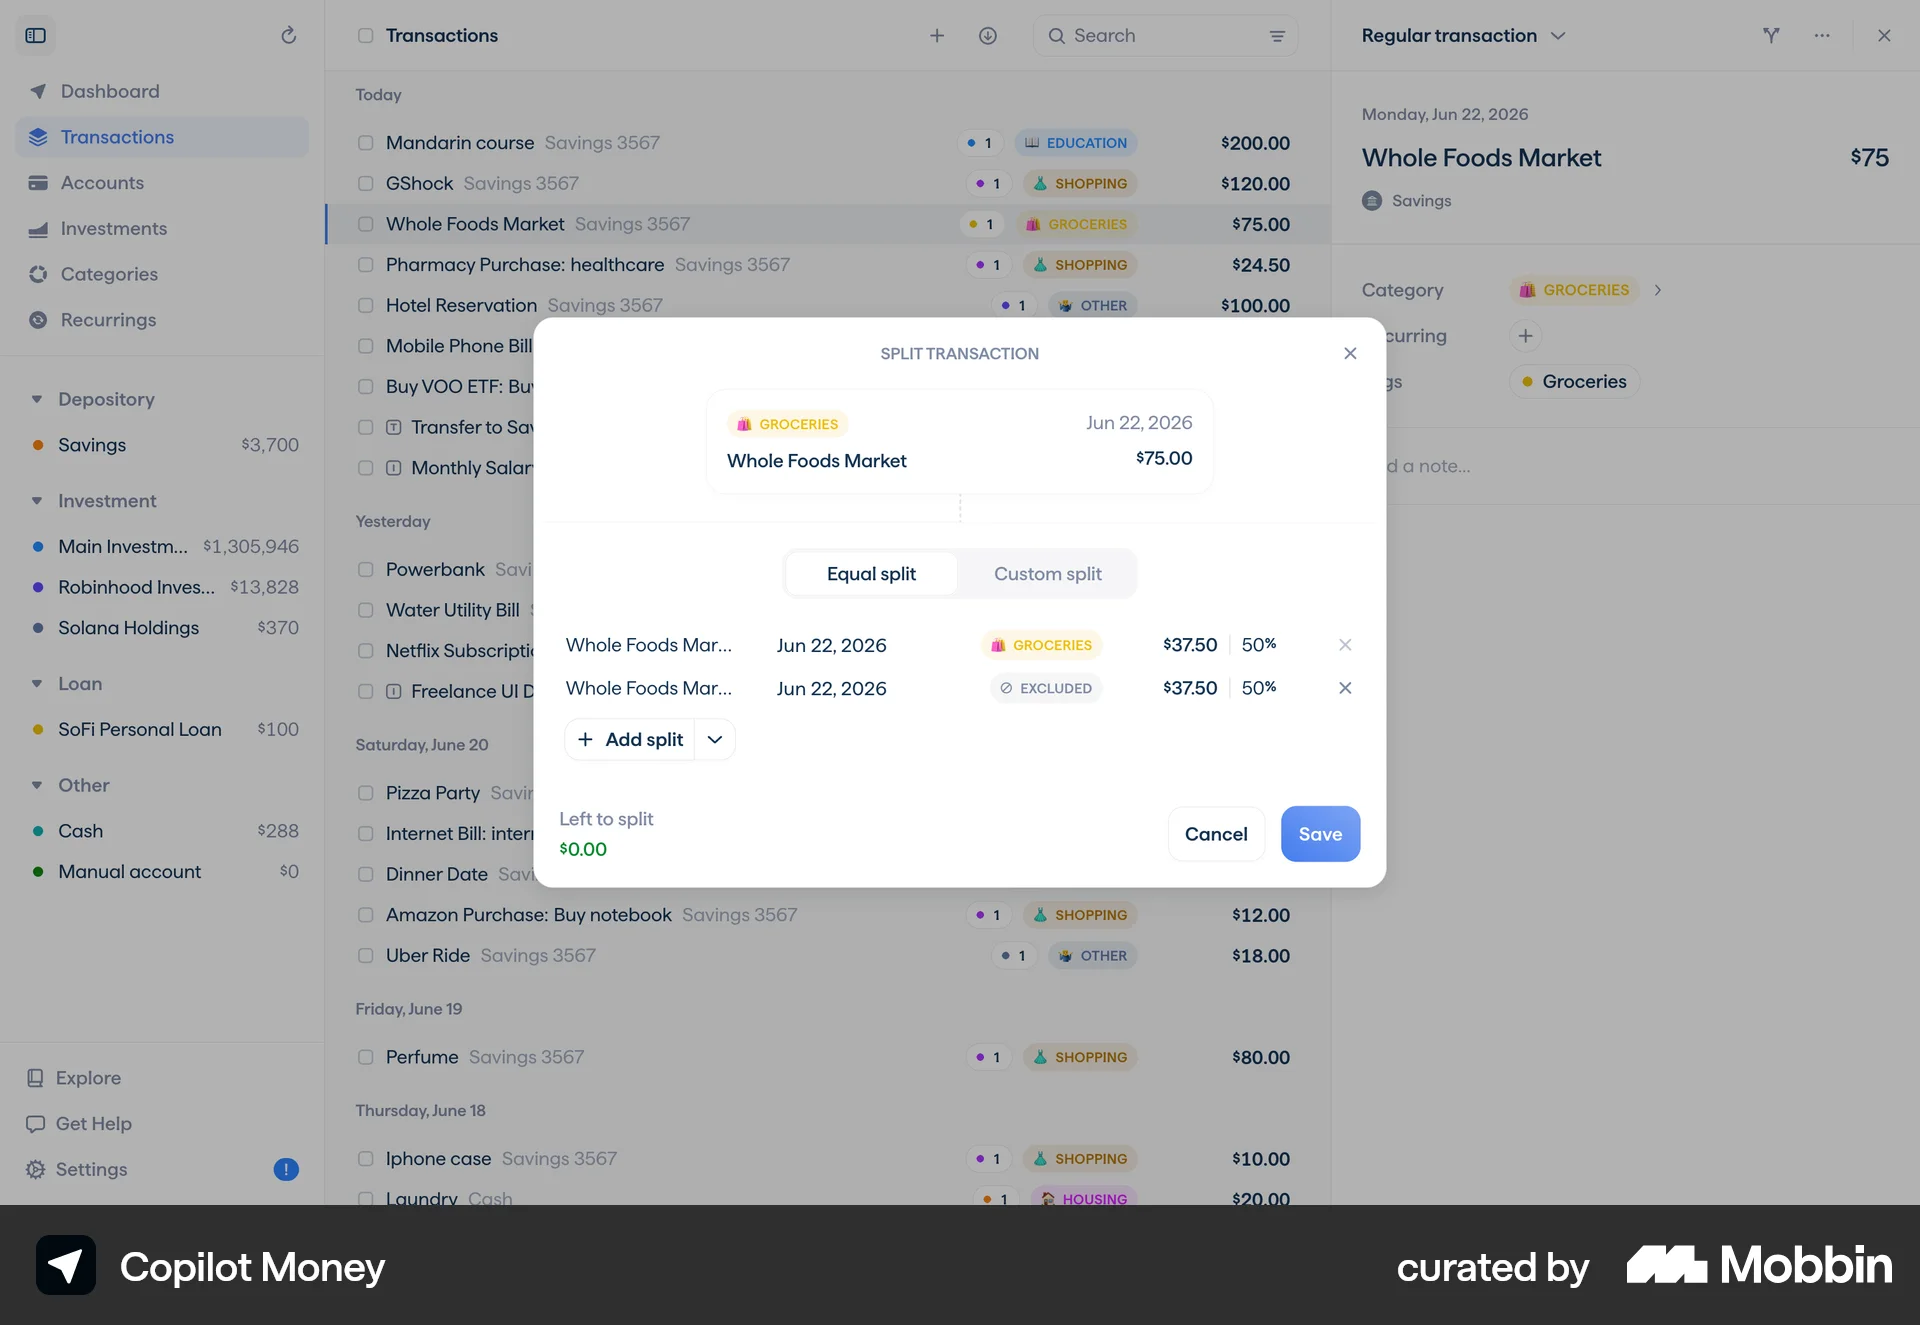 Dashboard
Transactions
Accounts
Investments
Categories
Recurrings
Depository
Savings $3,700
Investment
Main Investm... $1,305,946
Robinhood Inves... $13,828
Solana Holdings $370
Loan
SoFi Personal Loan $100
Other
Cash $288
Manual account $0
Explore
Get Help
Settings !
Transactions
Search
Today
Mandarin course Savings 3567 1 EDUCATION $200.00
GShock Savings 3567 1 SHOPPING $120.00
Whole Foods Market Savings 3567 1 GROCERIES $75.00
Pharmacy Purchase: healthcare Savings 3567 1 SHOPPING $24.50
Hotel Reservation Savings 3567 1 OTHER $100.00
Mobile Phone Bill
Buy VOO ETF:
T Transfer to
I Monthly
Yesterday
Powerbank
Water Utility Bill
Netflix
I Freelance UI
Saturday, June 20
Pizza Party
Internet Bill:
Dinner Date
Amazon Purchase: Buy notebook Savings 3567 1 SHOPPING $12.00
Uber Ride Savings 3567 1 OTHER $18.00
Friday, June 19
Perfume Savings 3567 1 SHOPPING $80.00
Thursday, June 18
Iphone case Savings 3567 1 SHOPPING $10.00
Laundry Cash 1 HOUSING $20.00
Regular transaction
Monday, Jun 22, 2026
Whole Foods Market $75
Savings
Category GROCERIES
curring
gs Groceries
d a note...
SPLIT TRANSACTION
GROCERIES Jun 22, 2026
Whole Foods Market $75.00
Equal split Custom split
Whole Foods Mar... Jun 22, 2026 GROCERIES $37.50 50%
Whole Foods Mar... Jun 22, 2026 EXCLUDED $37.50 50%
Add split
Left to split
$0.00
Cancel Save
Copilot Money
curated by Mobbin